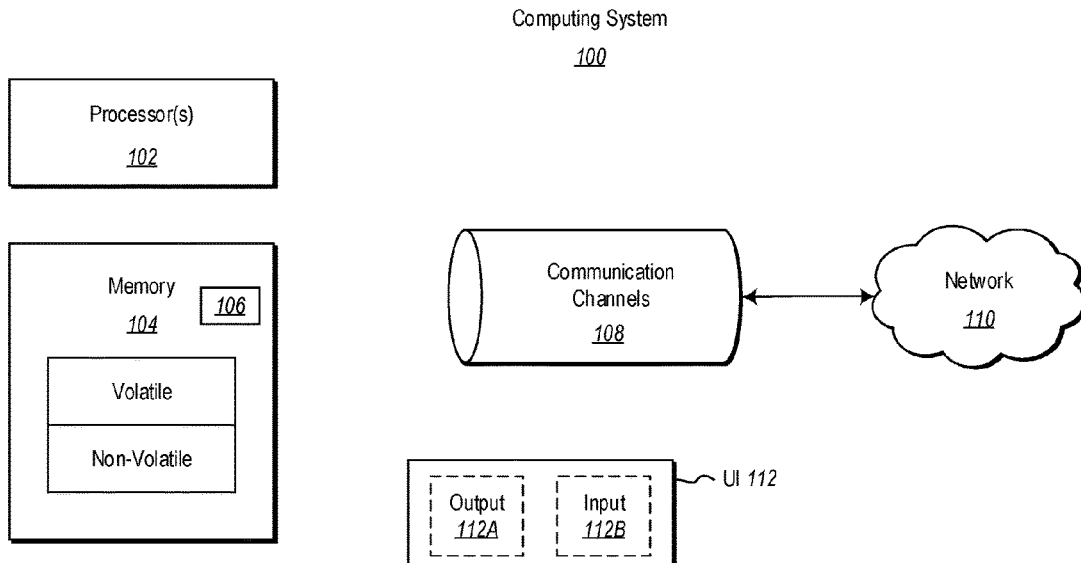 Computing System
100
Processor(s)
102
Memory
104
106
Volatile
Non-Volatile
Communication
Channels
108
Network
110
UI 112
Output
112A
Input
112B